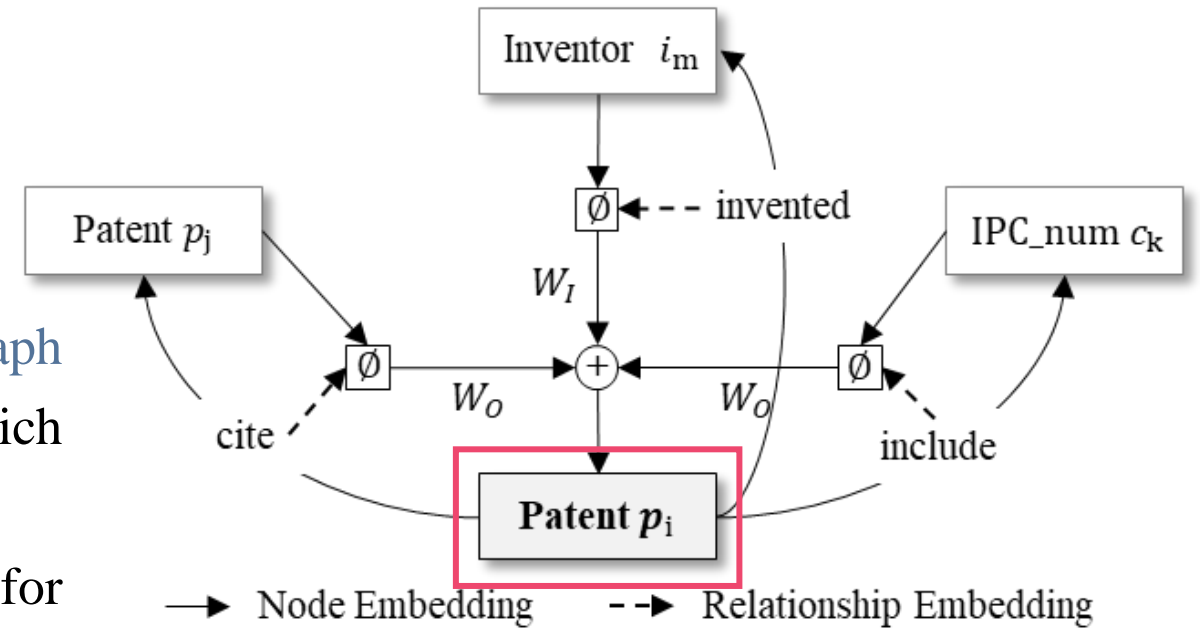 Inventor i_m
∅
invented
Patent p_j
IPC_num c_k
W_I
aph
∅
+
∅
W_O
W_O
ich
cite
include
Patent p_i
for
Node Embedding
Relationship Embedding